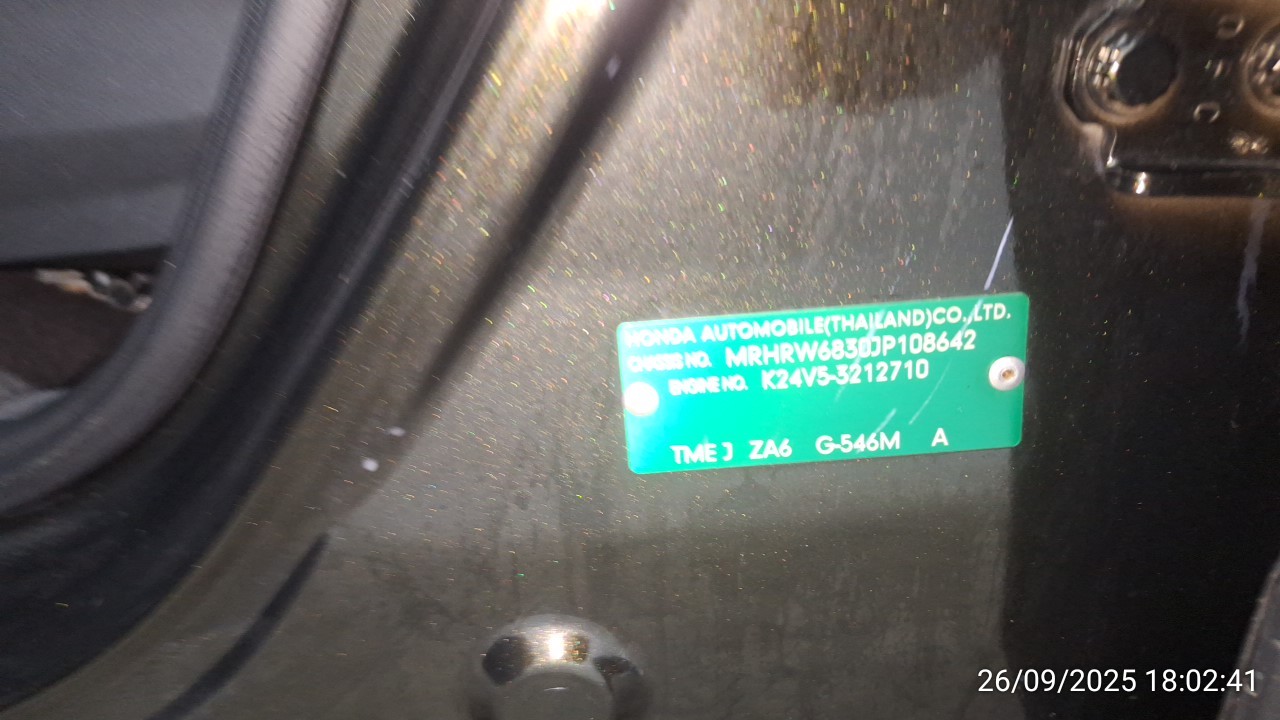 HONDA AUTOMOBILE(THAILAND)CO.,LTD.
CHASSIS NO. MRHRW6830JP108642
ENGINE NO. K24V5-3212710
TME J ZA6 G-546M A
26/09/2025 18:02:41